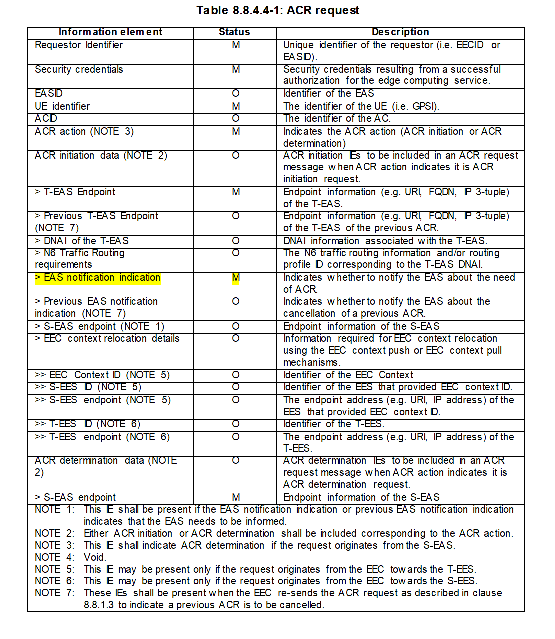 Table 8.8.4.4-1: ACR request
Information element Status Description
Requestor Identifier M Unique identifier of the requestor (i.e. EECID or
EASID).
Security credentials M Security credentials resulting from a successful
authorization for the edge computing service.
EASID O Identifier of the EAS
UE identifier M The identifier of the UE (i.e. GPSI).
ACID O The identifier of the AC.
ACR action (NOTE 3) M Indicates the ACR action (ACR initiation or ACR
determination)
ACR initiation data (NOTE 2) O ACR initiation IEs to be included in an ACR request
message when ACR action indicates it is ACR
initiation request.
> T-EAS Endpoint M Endpoint information (e.g. URI, FQDN, IP 3-tuple)
of the T-EAS.
> Previous T-EAS Endpoint O Endpoint information (e.g. URI, FQDN, IP 3-tuple)
(NOTE 7) of the T-EAS of the previous ACR.
> DNAI of the T-EAS O DNAI information associated with the T-EAS.
> N6 Traffic Routing O The N6 traffic routing information and/or routing
requirements profile ID corresponding to the T-EAS DNAI.
> EAS notification indication M Indicates whether to notify the EAS about the need
of ACR.
> Previous EAS notification O Indicates whether to notify the EAS about the
indication (NOTE 7) cancellation of a previous ACR.
> S-EAS endpoint (NOTE 1) O Endpoint information of the S-EAS
> EEC context relocation details O Information required for EEC context relocation
using the EEC context push or EEC context pull
mechanisms.
>> EEC Context ID (NOTE 5) O Identifier of the EEC Context
>> S-EES ID (NOTE 5) O Identifier of the EES that provided EEC context ID.
>> S-EES endpoint (NOTE 5) O The endpoint address (e.g. URI, IP address) of the
EES that provided EEC context ID.
>> T-EES ID (NOTE 6) O Identifier of the T-EES.
>> T-EES endpoint (NOTE 6) O The endpoint address (e.g. URI, IP address) of the
T-EES.
ACR determination data (NOTE O ACR determination IEs to be included in an ACR
2) request message when ACR action indicates it is
ACR determination request.
> S-EAS endpoint M Endpoint information of the S-EAS
NOTE 1: This IE shall be present if the EAS notification indication or previous EAS notification indication
indicates that the EAS needs to be informed.
NOTE 2: Either ACR initiation or ACR determination shall be included corresponding to the ACR action.
NOTE 3: This IE shall indicate ACR determination if the request originates from the S-EAS.
NOTE 4: Void.
NOTE 5: This IE may be present only if the request originates from the EEC towards the T-EES.
NOTE 6: This IE may be present only if the request originates from the EEC towards the S-EES.
NOTE 7: These IEs shall be present when the EEC re-sends the ACR request as described in clause
8.8.1.3 to indicate a previous ACR is to be cancelled.